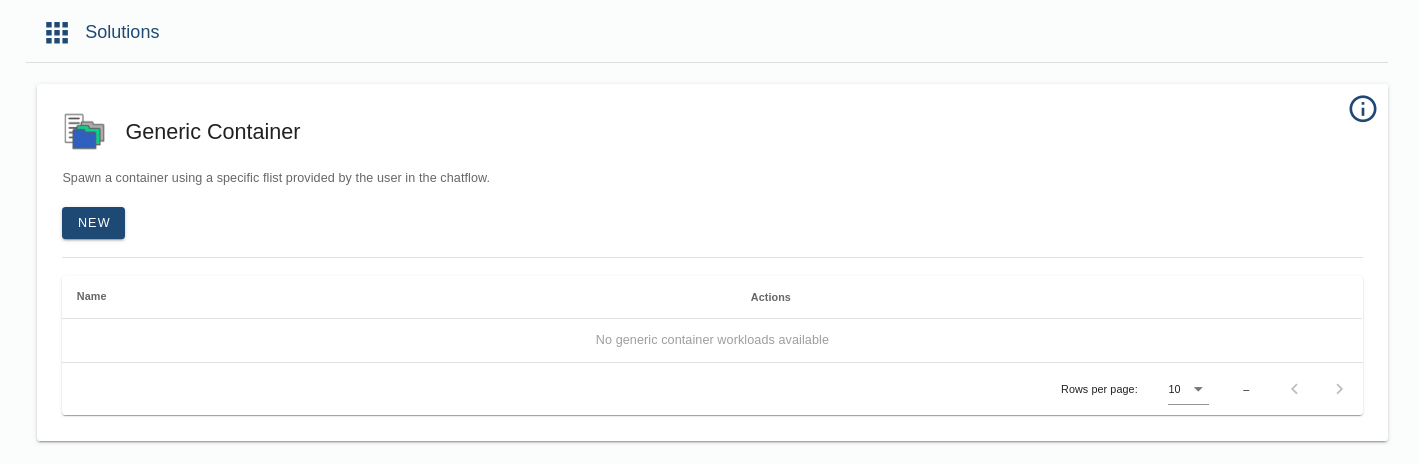 Solutions
Generic Container
Spawn a container using a specific flist provided by the user in the chatflow.
NEW
Name Actions
No generic container workloads available
Rows per page: 10 –